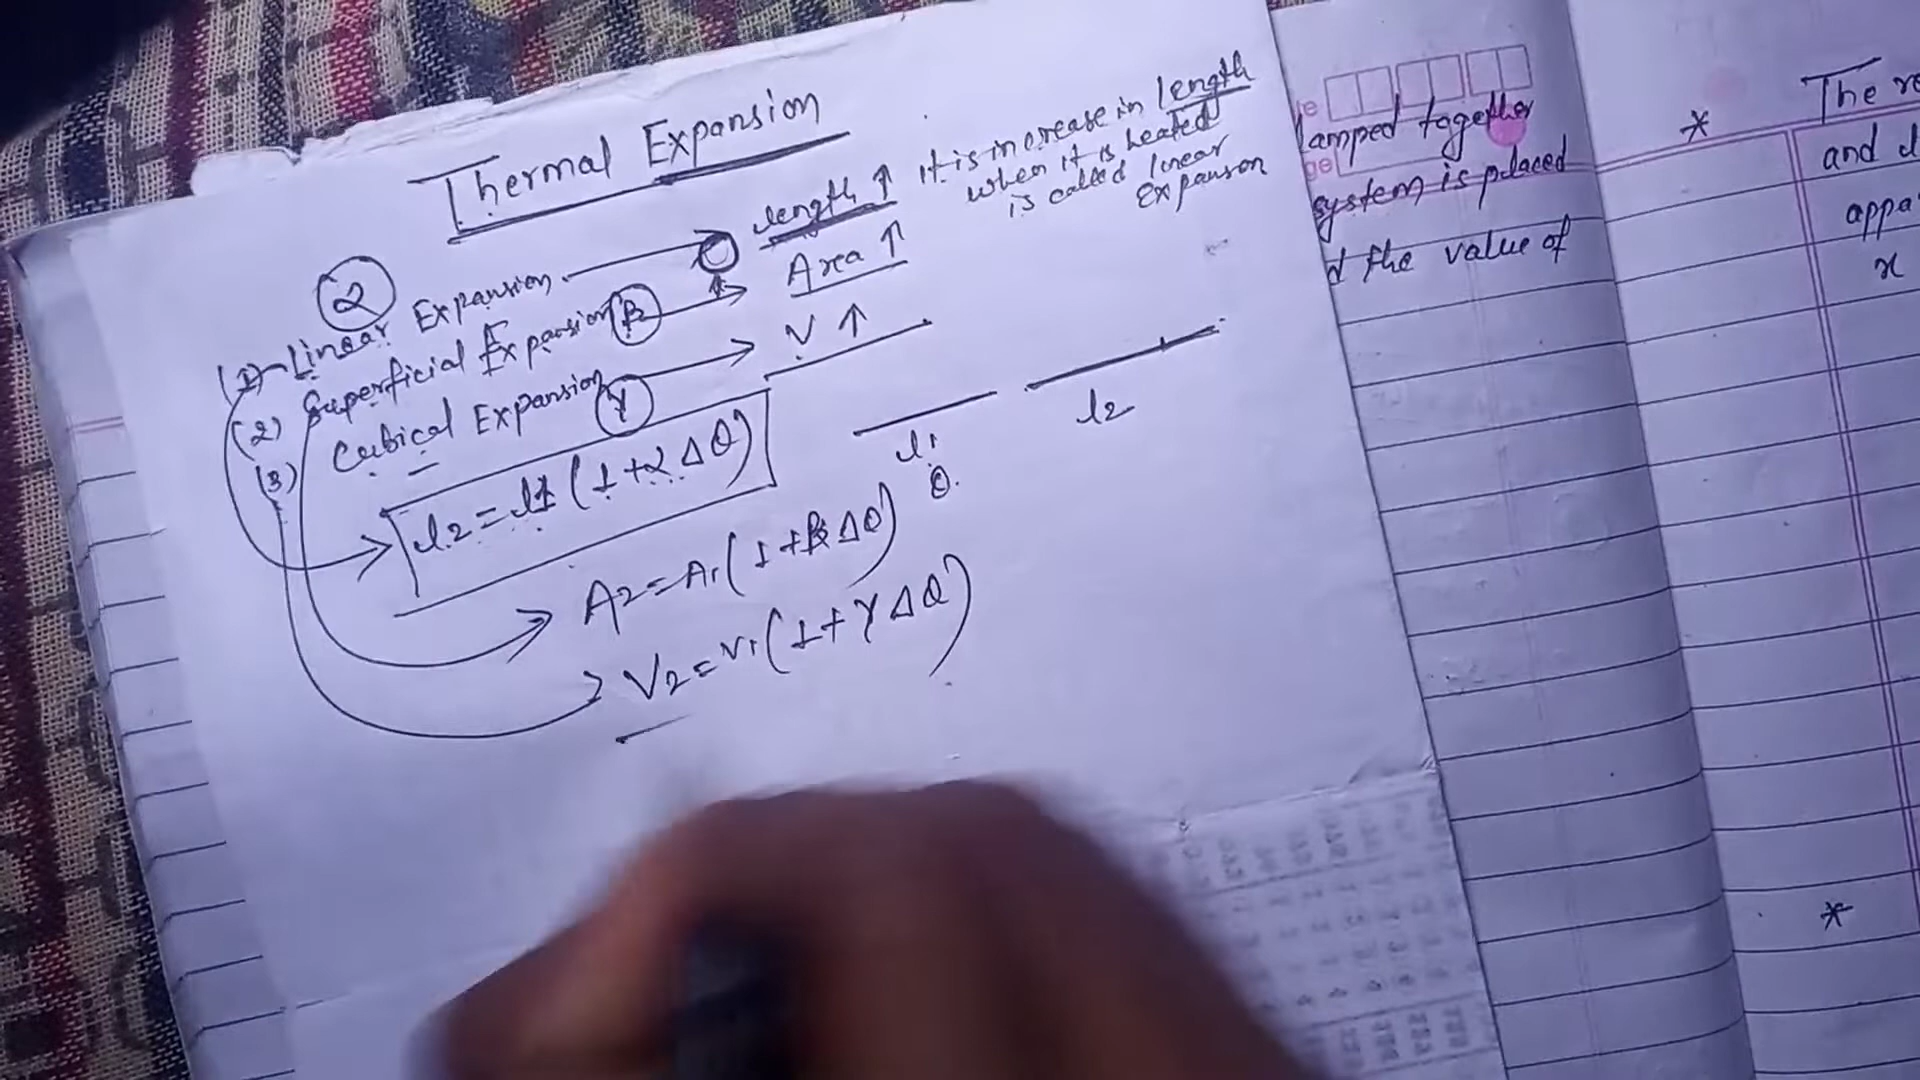 Thermal Expansion
length ↑ it is increase in length
when it is heated
is called linear
Expansion
α
(1) Linear Expansion → length ↑
(2) Superficial Expansion β → Area ↑
(3) Cubical Expansion γ → V ↑
l1
l2
θ
l2 = l1 (1 + α Δθ)
A2 = A1 (1 + β Δθ)
V2 = V1 (1 + γ Δθ)
lamped together
system is placed
d the value of
*
The re
and d
appa
x
*